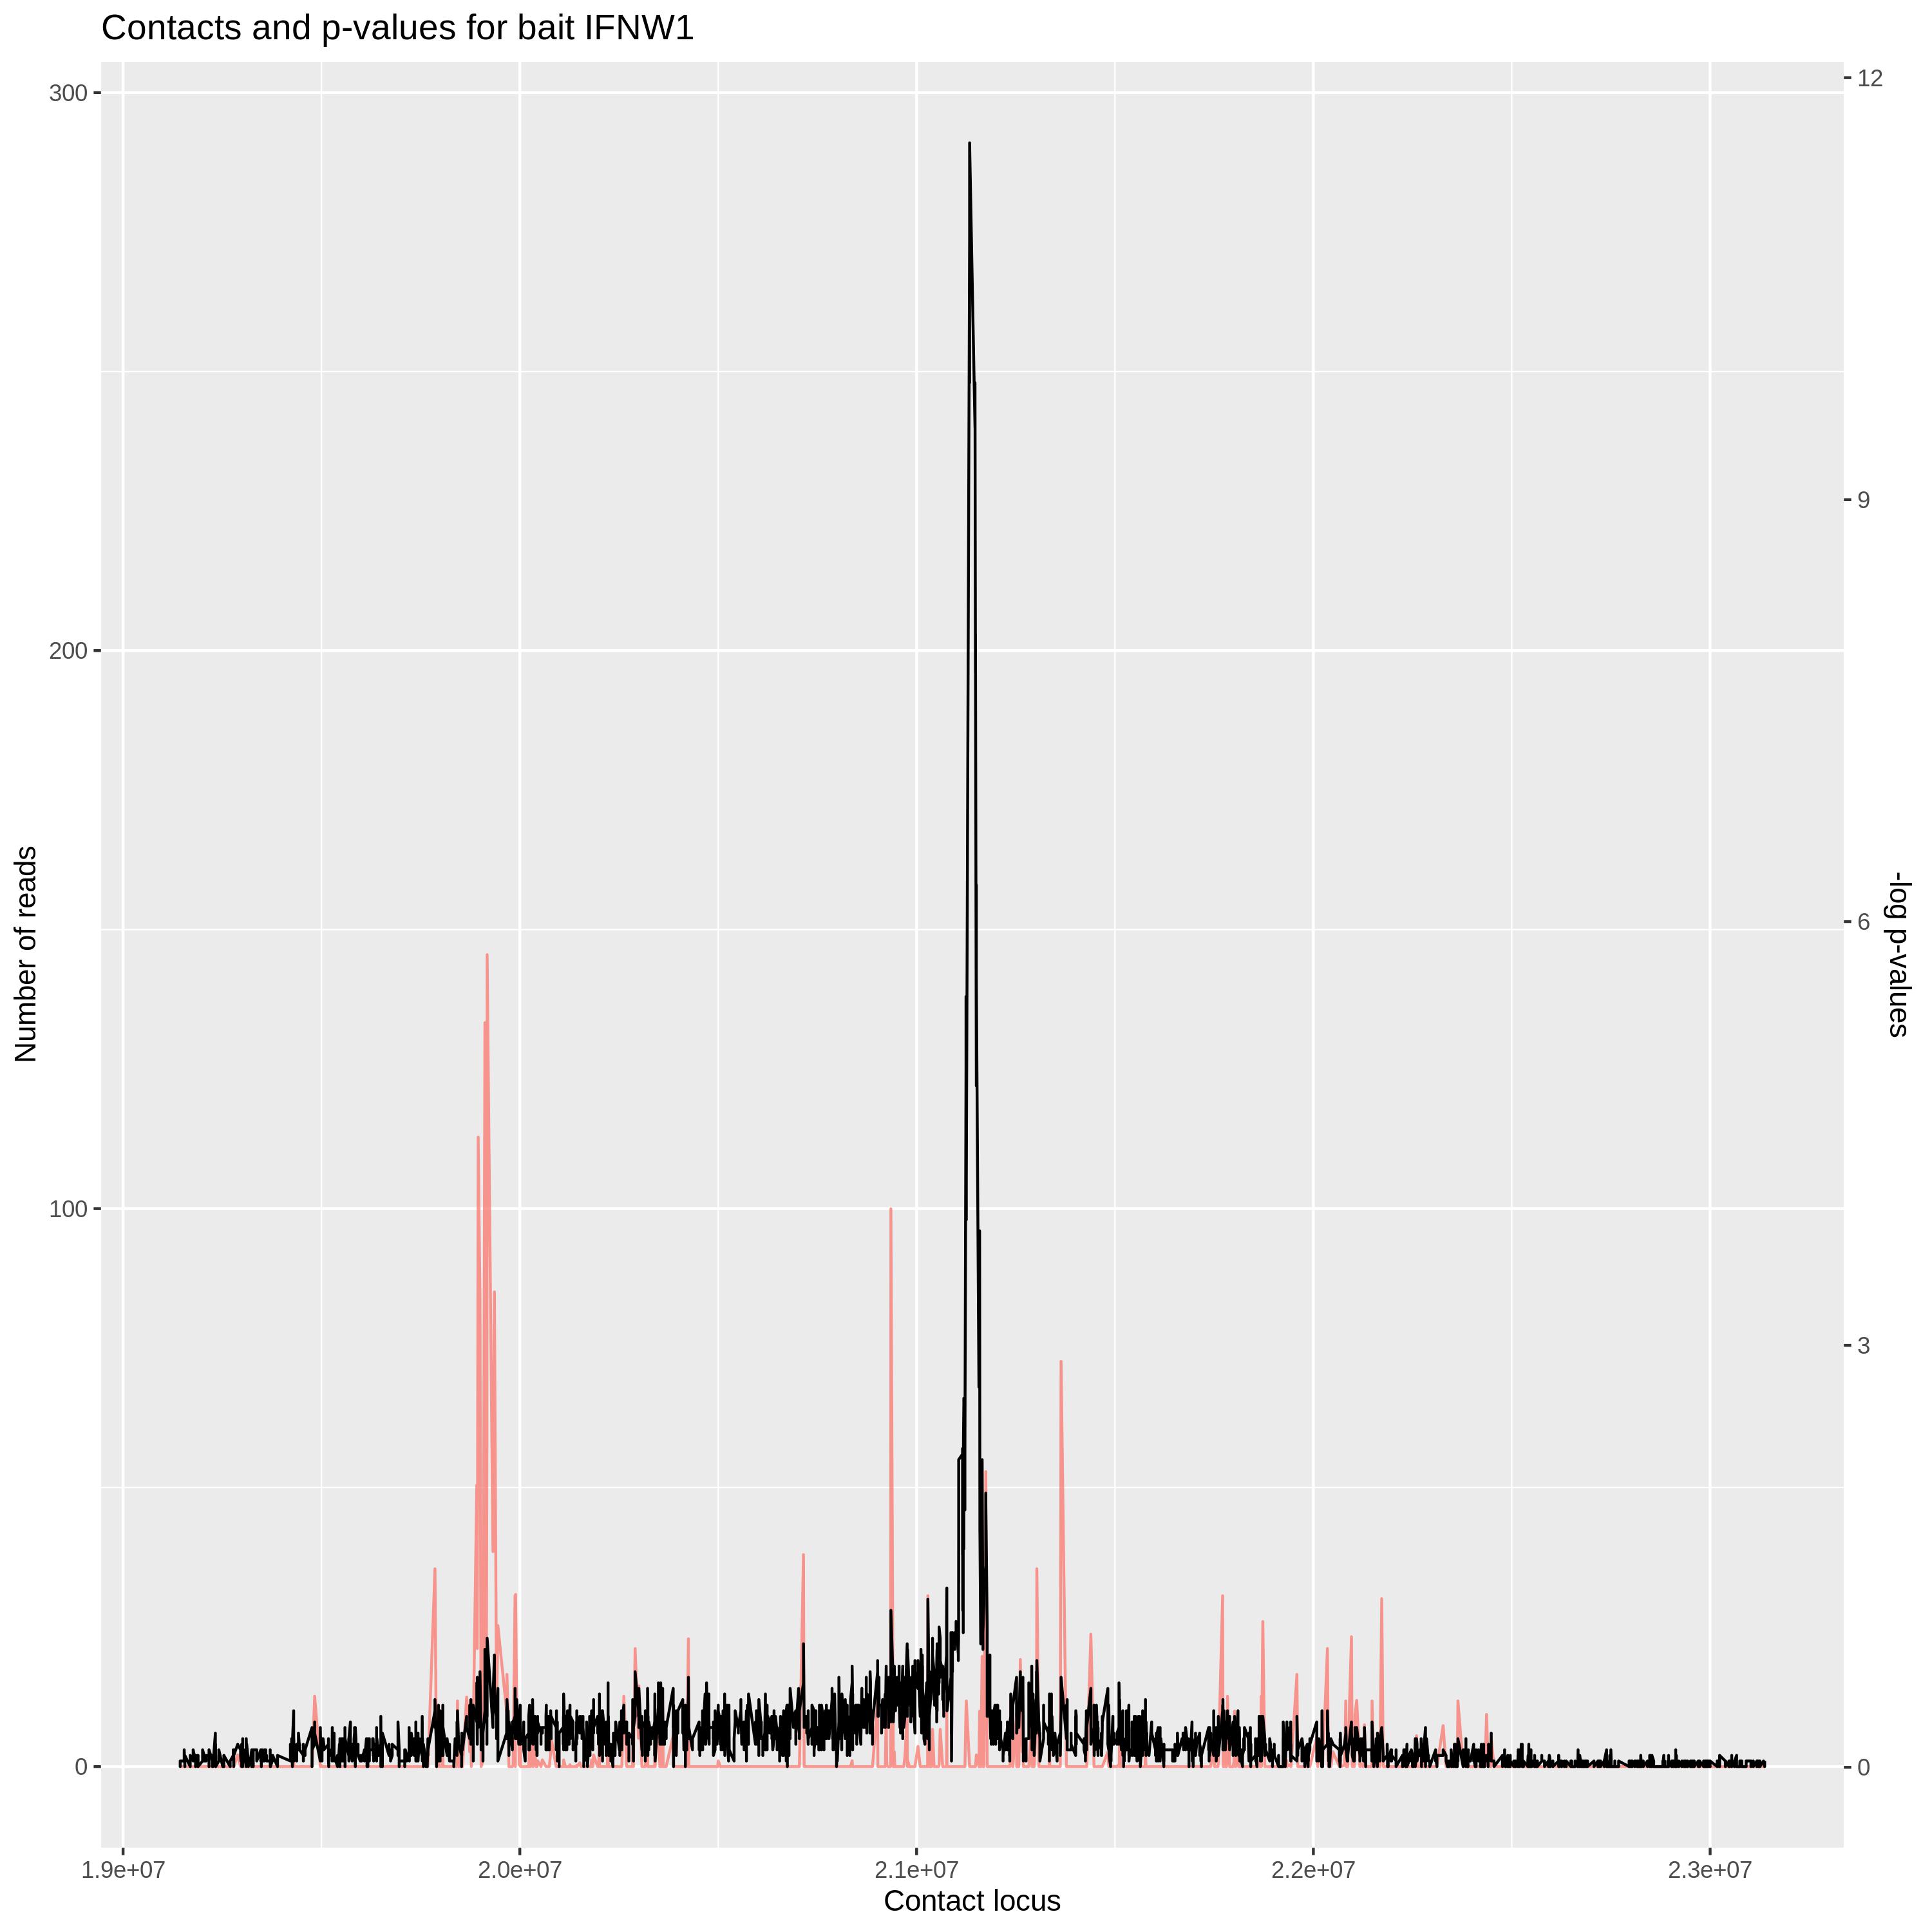 Contacts and p-values for bait IFNW1
300
200
100
0
Number of reads
12
9
6
3
0
-log p-values
1.9e+07 2.0e+07 2.1e+07 2.2e+07 2.3e+07
Contact locus